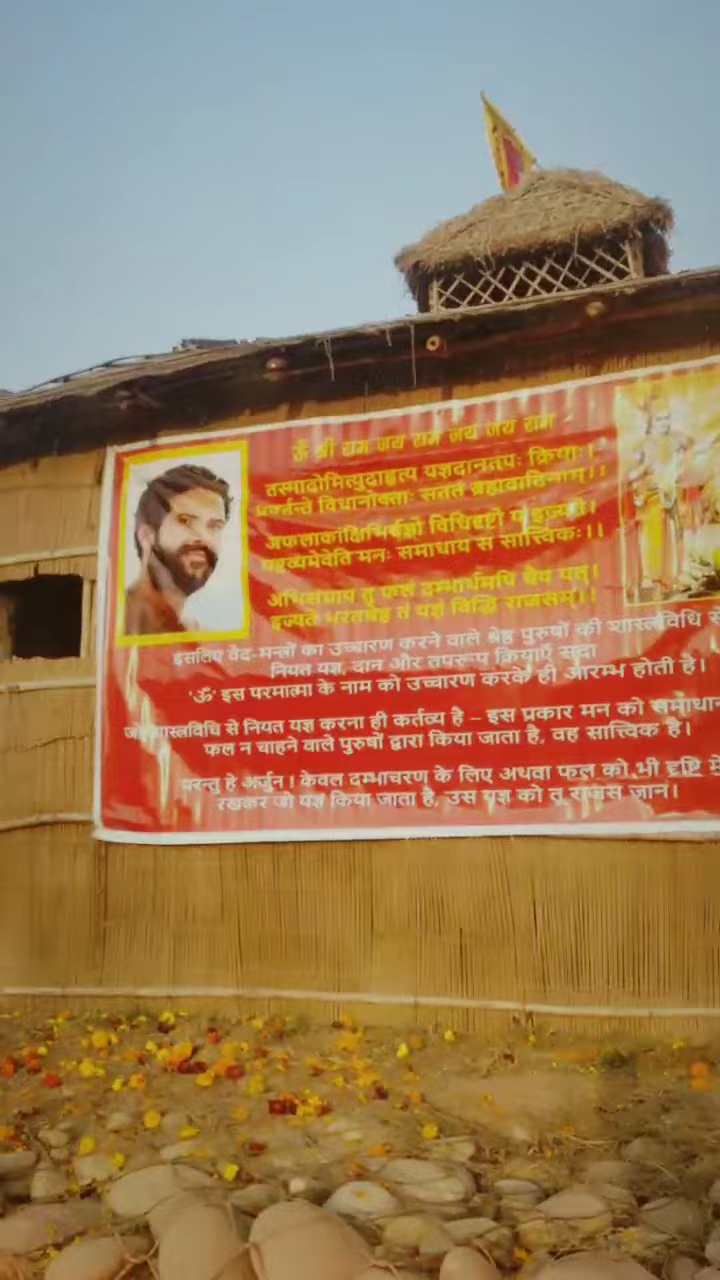 ॐ श्री राम जय राम जय जय राम
तस्मादोमित्युदाहृत्य यज्ञदानतपः क्रियाः।
प्रवर्तन्ते विधानोक्ताः सततं ब्रह्मवादिनाम्।।
अफलाकांक्षिभिर्यज्ञो विधिदृष्टो य इज्यते।
यष्टव्यमेवेति मनः समाधाय स सात्त्विकः।।
अभिसंधाय तु फलं दम्भार्थमपि चैव यत्।
इज्यते भरतश्रेष्ठ तं यज्ञं विद्धि राजसम्।।
इसलिए वेद-मन्त्रों का उच्चारण करने वाले श्रेष्ठ पुरुषों की शास्त्रविधि से
नियत यज्ञ, दान और तपरूप क्रियाएँ सदा
'ॐ' इस परमात्मा के नाम को उच्चारण करके ही आरम्भ होती है।
जो शास्त्रविधि से नियत यज्ञ करना ही कर्तव्य है – इस प्रकार मन को समाधान
फल न चाहने वाले पुरुषों द्वारा किया जाता है, वह सात्त्विक है।
परन्तु हे अर्जुन। केवल दम्भाचरण के लिए अथवा फल को भी दृष्टि में
रखकर जो यज्ञ किया जाता है, उस यज्ञ को तू राजस जान।